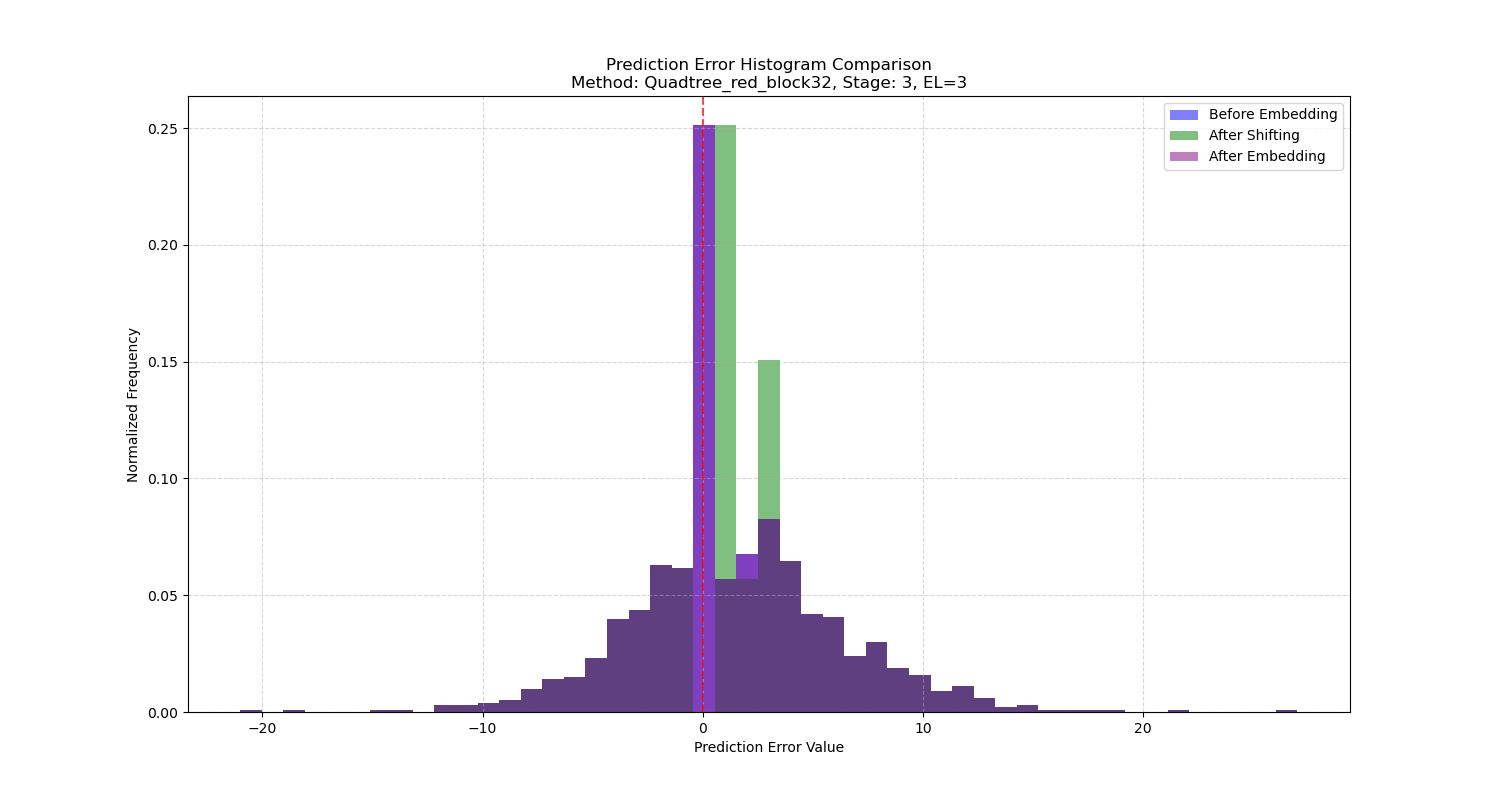 Prediction Error Histogram Comparison
Method: Quadtree_red_block32, Stage: 3, EL=3
Before Embedding
After Shifting
After Embedding
Normalized Frequency
0.25
0.20
0.15
0.10
0.05
0.00
−20
−10
0
10
20
Prediction Error Value